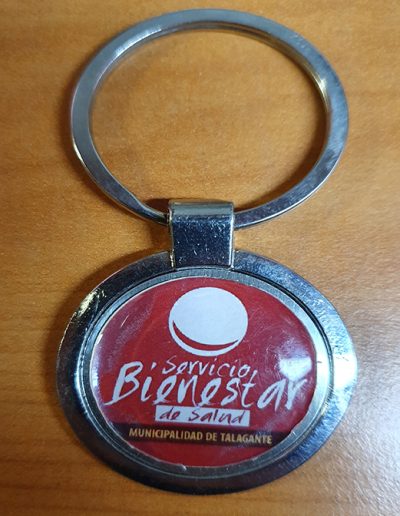 Servicio
Bienestar
de Salud
MUNICIPALIDAD DE TALAGANTE